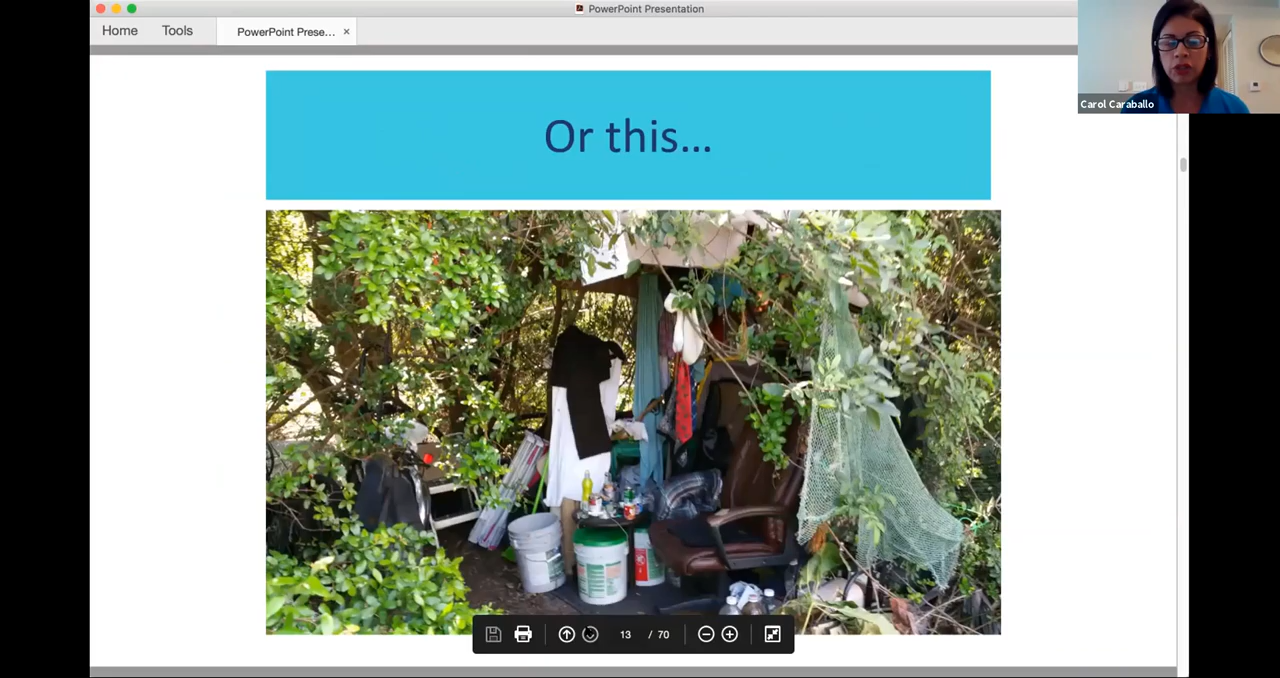 PowerPoint Presentation
Home Tools PowerPoint Prese... ×
Carol Caraballo
Or this...
13 / 70